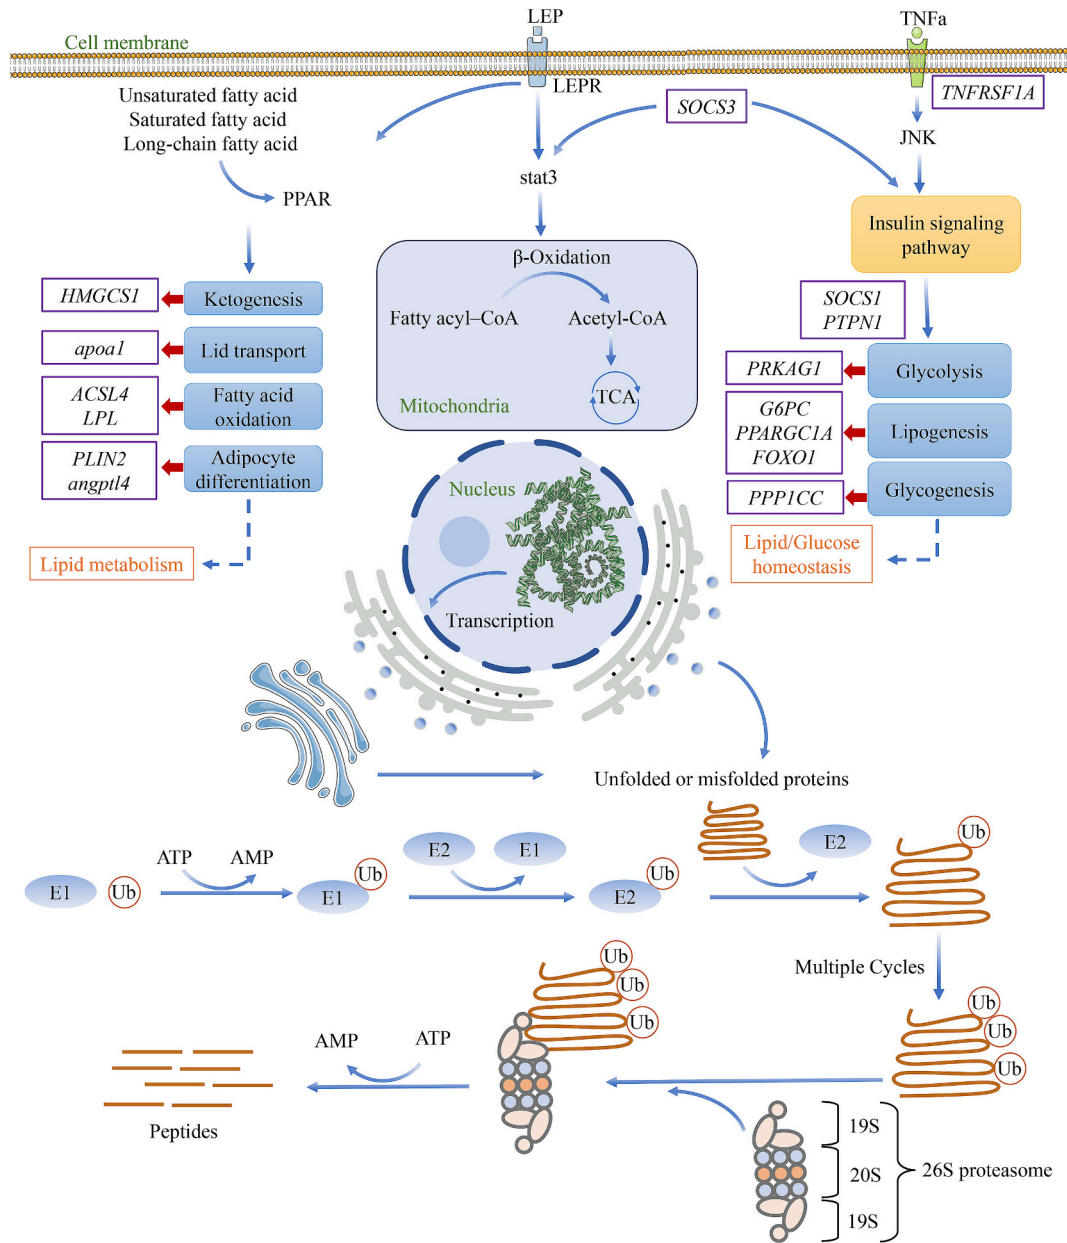 LEP
TNFa
Cell membrane
LEPR
Unsaturated fatty acid
Saturated fatty acid
Long-chain fatty acid
SOCS3
TNFRSF1A
JNK
stat3
PPAR
Insulin signaling
pathway
β-Oxidation
Fatty acyl–CoA
Acetyl-CoA
TCA
Mitochondria
HMGCS1
Ketogenesis
apoa1
Lid transport
ACSL4
LPL
Fatty acid
oxidation
PLIN2
angptl4
Adipocyte
differentiation
Lipid metabolism
SOCS1
PTPN1
PRKAG1
Glycolysis
G6PC
PPARGC1A
FOXO1
Lipogenesis
PPP1CC
Glycogenesis
Lipid/Glucose
homeostasis
Nucleus
Transcription
Unfolded or misfolded proteins
E1
Ub
ATP
AMP
E1
Ub
E2
E1
E2
Ub
E2
Ub
Multiple Cycles
Ub
Ub
Ub
Ub
Ub
Ub
AMP
ATP
Peptides
19S
20S
19S
26S proteasome